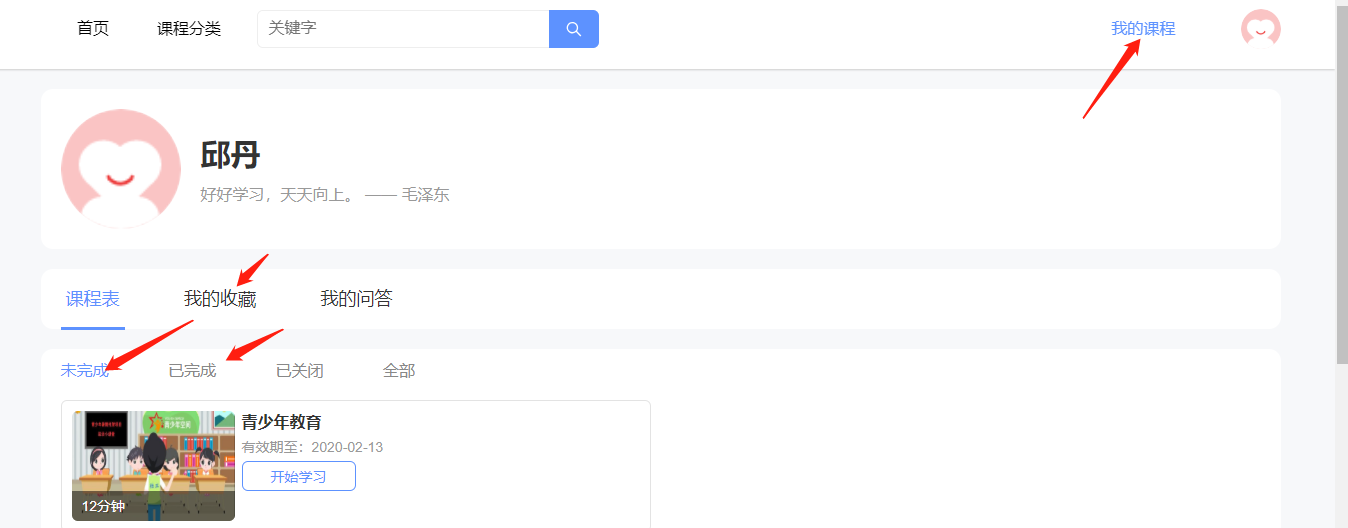 首页 课程分类 关键字 我的课程
邱丹
好好学习，天天向上。 —— 毛泽东
课程表 我的收藏 我的问答
未完成 已完成 已关闭 全部
青少年教育
有效期至：2020-02-13
开始学习
12分钟